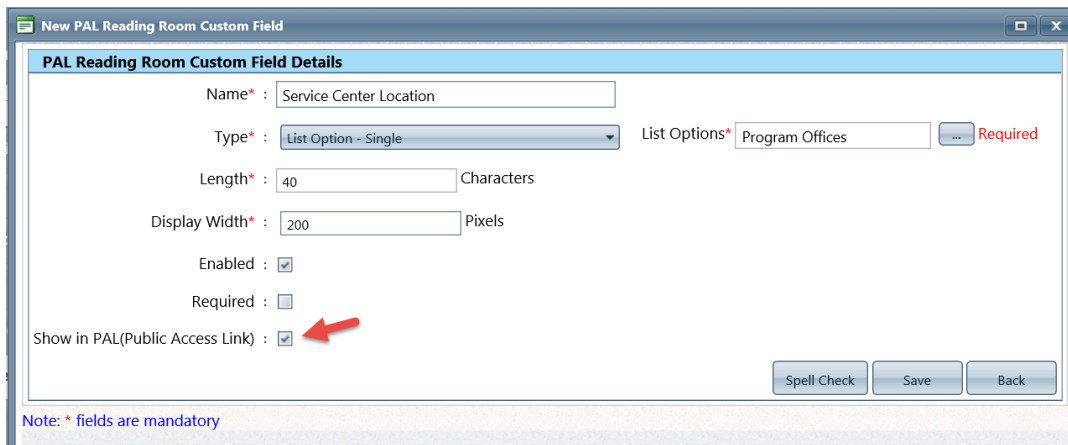 New PAL Reading Room Custom Field
PAL Reading Room Custom Field Details
Name* : Service Center Location
Type* : List Option - Single List Options* Program Offices ... Required
Length* : 40 Characters
Display Width* : 200 Pixels
Enabled :
Required :
Show in PAL(Public Access Link) :
Spell Check Save Back
Note: * fields are mandatory